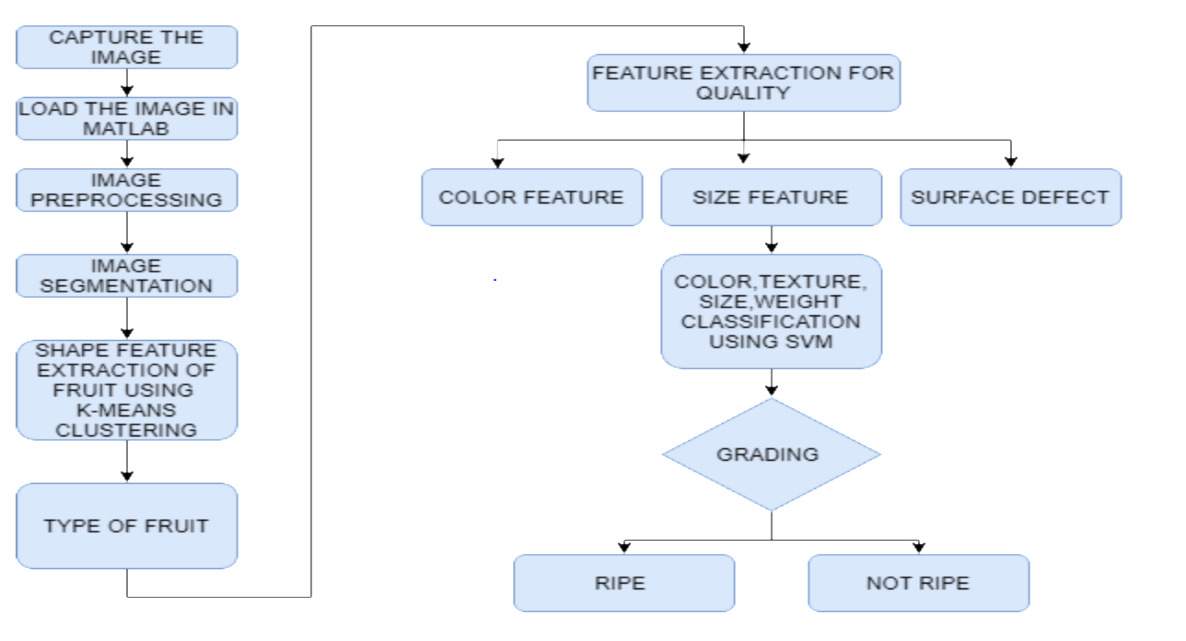 CAPTURE THE
IMAGE
LOAD THE IMAGE IN
MATLAB
IMAGE
PREPROCESSING
IMAGE
SEGMENTATION
SHAPE FEATURE
EXTRACTION OF
FRUIT USING
K-MEANS
CLUSTERING
TYPE OF FRUIT
FEATURE EXTRACTION FOR
QUALITY
COLOR FEATURE
SIZE FEATURE
SURFACE DEFECT
COLOR,TEXTURE,
SIZE,WEIGHT
CLASSIFICATION
USING SVM
GRADING
RIPE
NOT RIPE